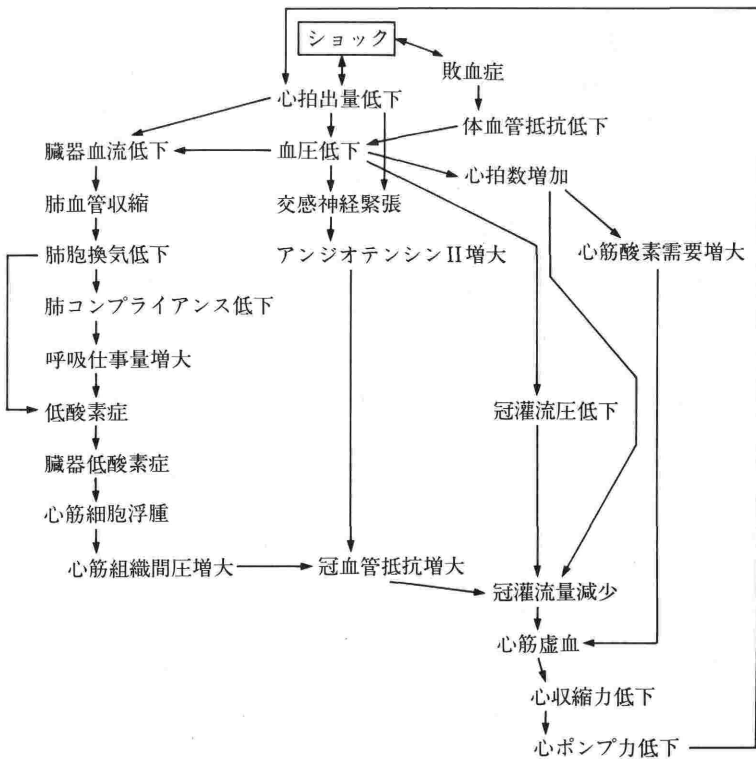 ショック
敗血症
心拍出量低下
体血管抵抗低下
臓器血流低下
血圧低下
心拍数増加
肺血管収縮
交感神経緊張
肺胞換気低下
アンジオテンシンII増大
心筋酸素需要増大
肺コンプライアンス低下
呼吸仕事量増大
低酸素症
冠灌流圧低下
臓器低酸素症
心筋細胞浮腫
心筋組織間圧増大
冠血管抵抗増大
冠灌流量減少
心筋虚血
心収縮力低下
心ポンプ力低下